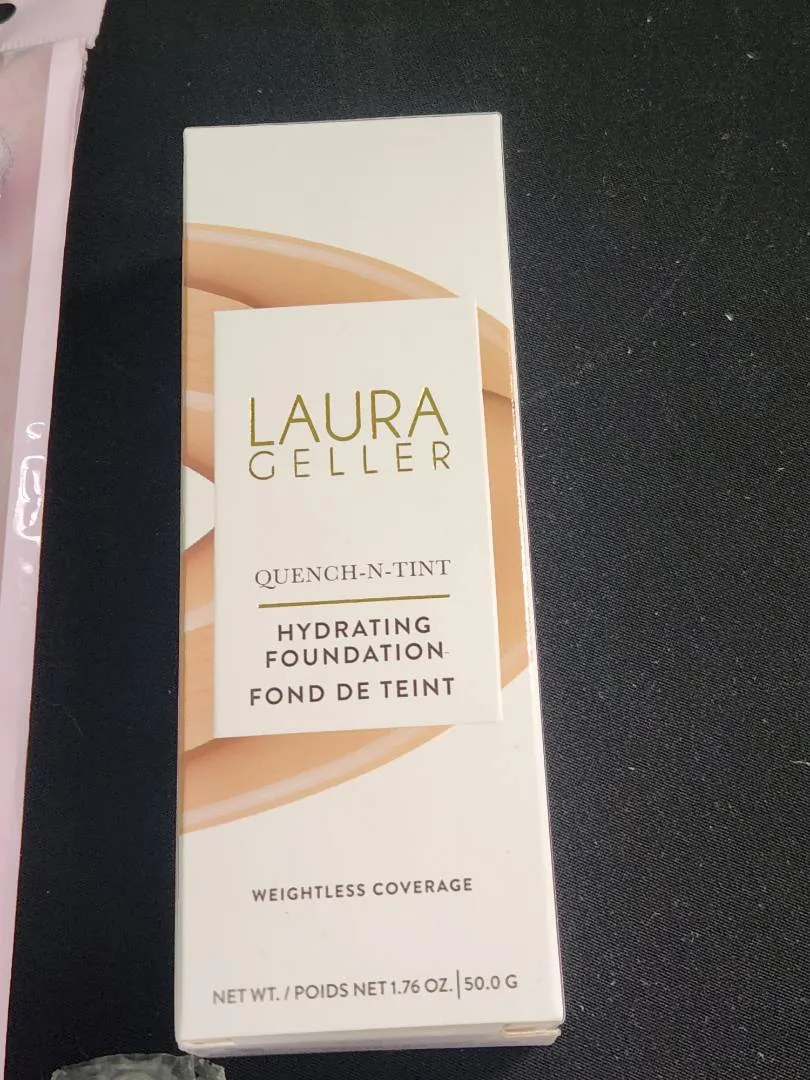 LAURA
GELLER
QUENCH-N-TINT
HYDRATING
FOUNDATION
FOND DE TEINT
WEIGHTLESS COVERAGE
NET WT. / POIDS NET 1.76 OZ. | 50.0 G